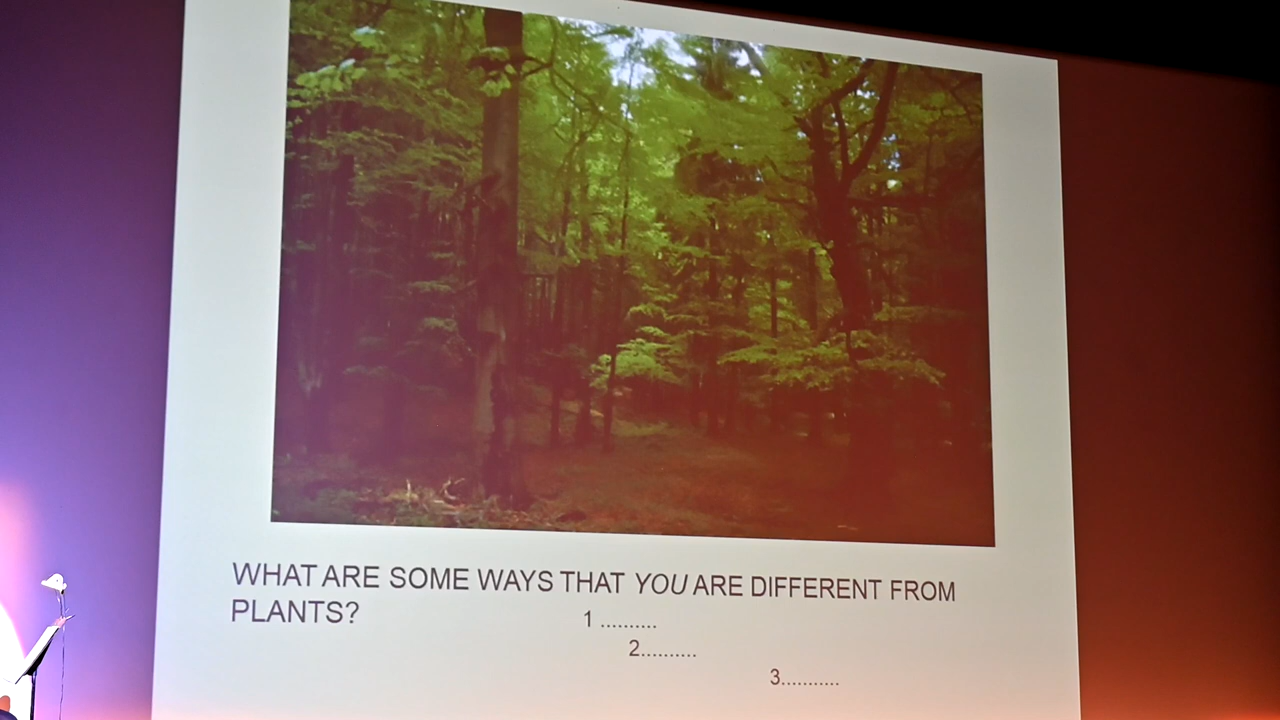 WHAT ARE SOME WAYS THAT YOU ARE DIFFERENT FROM
PLANTS?
1 ..........
2..........
3...........